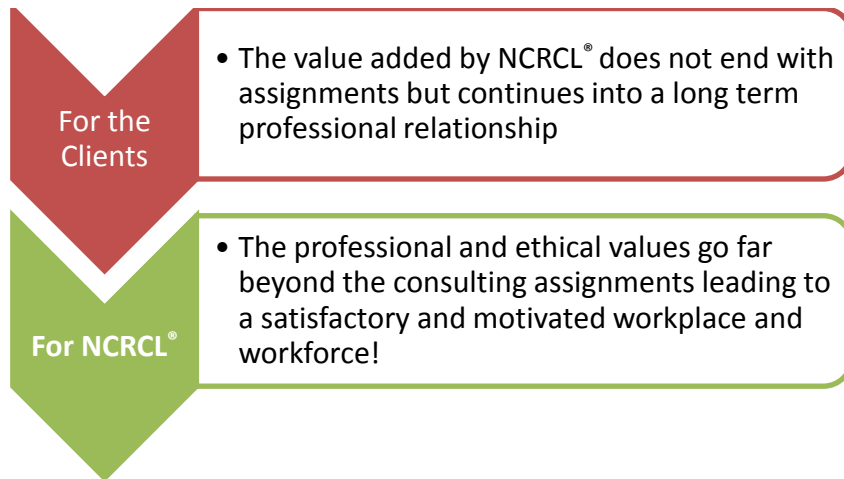 For the
Clients
• The value added by NCRCL® does not end with
assignments but continues into a long term
professional relationship
For NCRCL®
• The professional and ethical values go far
beyond the consulting assignments leading to
a satisfactory and motivated workplace and
workforce!